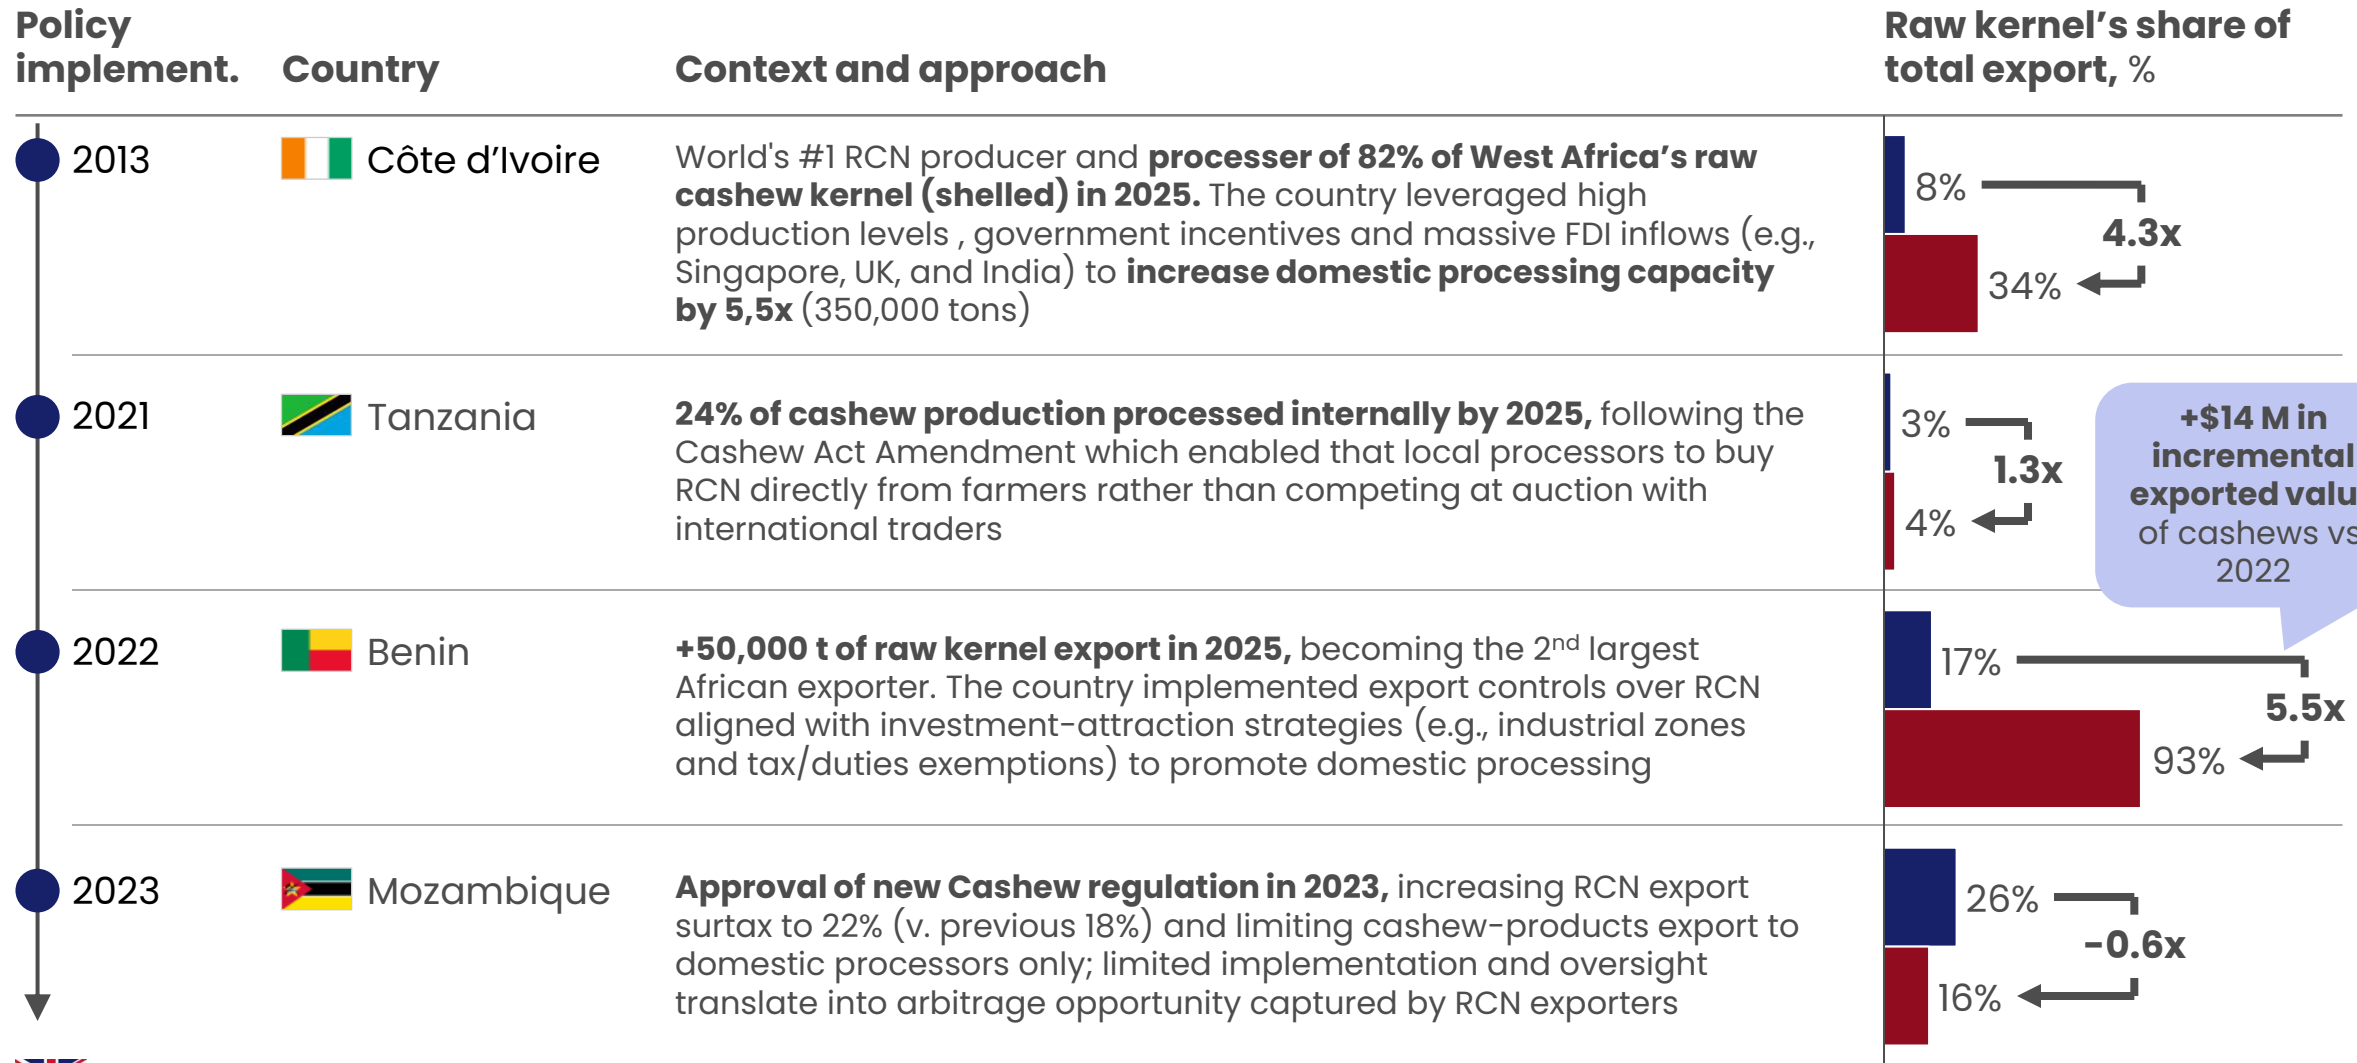 Policy
implement.
Country
Context and approach
Raw kernel’s share of
total export, %
2013
Côte d’Ivoire
World's #1 RCN producer and processer of 82% of West Africa’s raw
cashew kernel (shelled) in 2025. The country leveraged high
production levels , government incentives and massive FDI inflows (e.g.,
Singapore, UK, and India) to increase domestic processing capacity
by 5,5x (350,000 tons)
8%
4.3x
34%
2021
Tanzania
24% of cashew production processed internally by 2025, following the
Cashew Act Amendment which enabled that local processors to buy
RCN directly from farmers rather than competing at auction with
international traders
3%
1.3x
4%
+$14 M in
incremental
exported valu
of cashews vs
2022
2022
Benin
+50,000 t of raw kernel export in 2025, becoming the 2nd largest
African exporter. The country implemented export controls over RCN
aligned with investment-attraction strategies (e.g., industrial zones
and tax/duties exemptions) to promote domestic processing
17%
5.5x
93%
2023
Mozambique
Approval of new Cashew regulation in 2023, increasing RCN export
surtax to 22% (v. previous 18%) and limiting cashew-products export to
domestic processors only; limited implementation and oversight
translate into arbitrage opportunity captured by RCN exporters
26%
-0.6x
16%